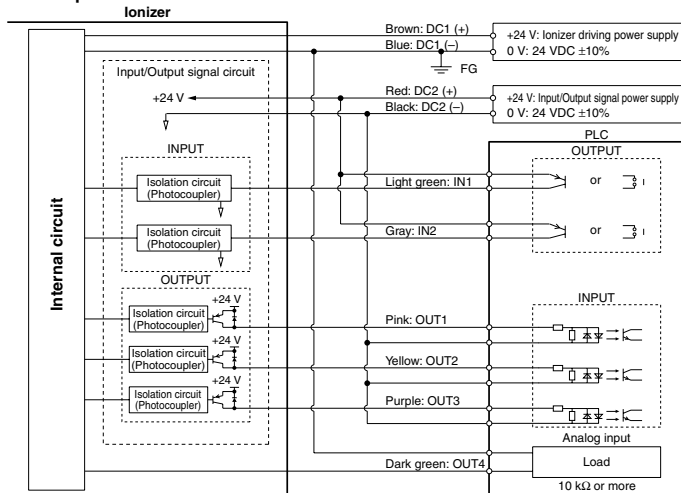 Ionizer
Brown: DC1 (+)
+24 V: Ionizer driving power supply
Blue: DC1 (–)
0 V: 24 VDC ±10%
FG
Input/Output signal circuit
Red: DC2 (+)
+24 V
+24 V: Input/Output signal power supply
Black: DC2 (–)
0 V: 24 VDC ±10%
PLC
INPUT
OUTPUT
Isolation circuit
(Photocoupler)
Light green: IN1
or
Isolation circuit
(Photocoupler)
Gray: IN2
or
Internal circuit
OUTPUT
INPUT
+24 V
Isolation circuit
(Photocoupler)
Pink: OUT1
+24 V
Isolation circuit
(Photocoupler)
Yellow: OUT2
+24 V
Isolation circuit
(Photocoupler)
Purple: OUT3
Analog input
Dark green: OUT4
Load
10 kΩ or more